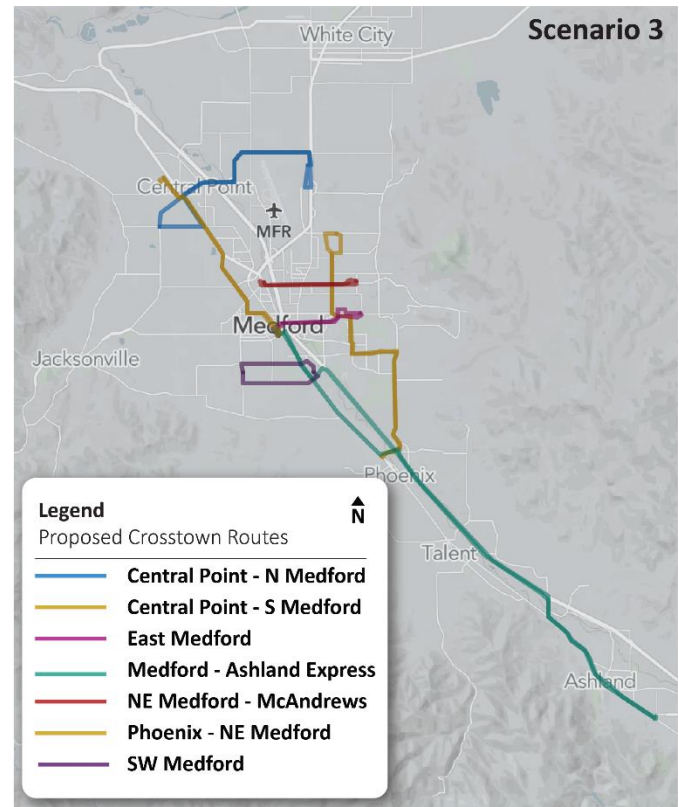 Scenario 3
White City
Central Point
MFR
Medford
Jacksonville
Phoenix
Talent
Ashland
Legend
N
Proposed Crosstown Routes
Central Point - N Medford
Central Point - S Medford
East Medford
Medford - Ashland Express
NE Medford - McAndrews
Phoenix - NE Medford
SW Medford